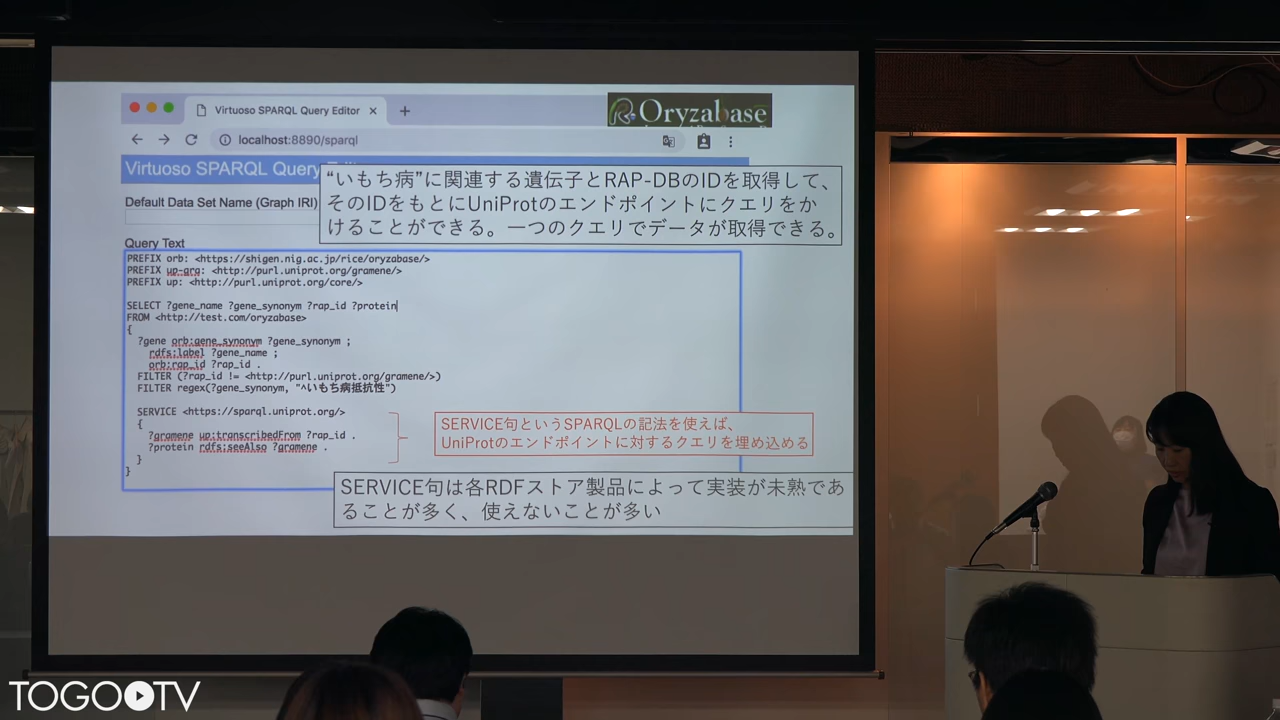 Virtuoso SPARQL Query Editor
Oryzabase
localhost:8890/sparql
Virtuoso SPARQL Query
“いもち病”に関連する遺伝子とRAP-DBのIDを取得して、
そのIDをもとにUniProtのエンドポイントにクエリをか
けることができる。一つのクエリでデータが取得できる。
Default Data Set Name (Graph IRI)
Query Text
PREFIX orb: <https://shigen.nig.ac.jp/rice/oryzabase/>
PREFIX up-gra: <http://purl.uniprot.org/gramene/>
PREFIX up: <http://purl.uniprot.org/core/>
SELECT ?gene_name ?gene_synonym ?rap_id ?protein
FROM <http://test.com/oryzabase>
{
?gene orb:gene_synonym ?gene_synonym ;
rdfs:label ?gene_name ;
orb:rap_id ?rap_id .
FILTER (?rap_id != <http://purl.uniprot.org/gramene/>)
FILTER regex(?gene_synonym, "^いもち病抵抗性")
SERVICE <https://sparql.uniprot.org/>
{
?gramene up:transcribedFrom ?rap_id .
?protein rdfs:seeAlso ?gramene .
}
}
SERVICE句というSPARQLの記法を使えば、
UniProtのエンドポイントに対するクエリを埋め込める
SERVICE句は各RDFストア製品によって実装が未熟であ
ることが多く、使えないことが多い
TOGO TV